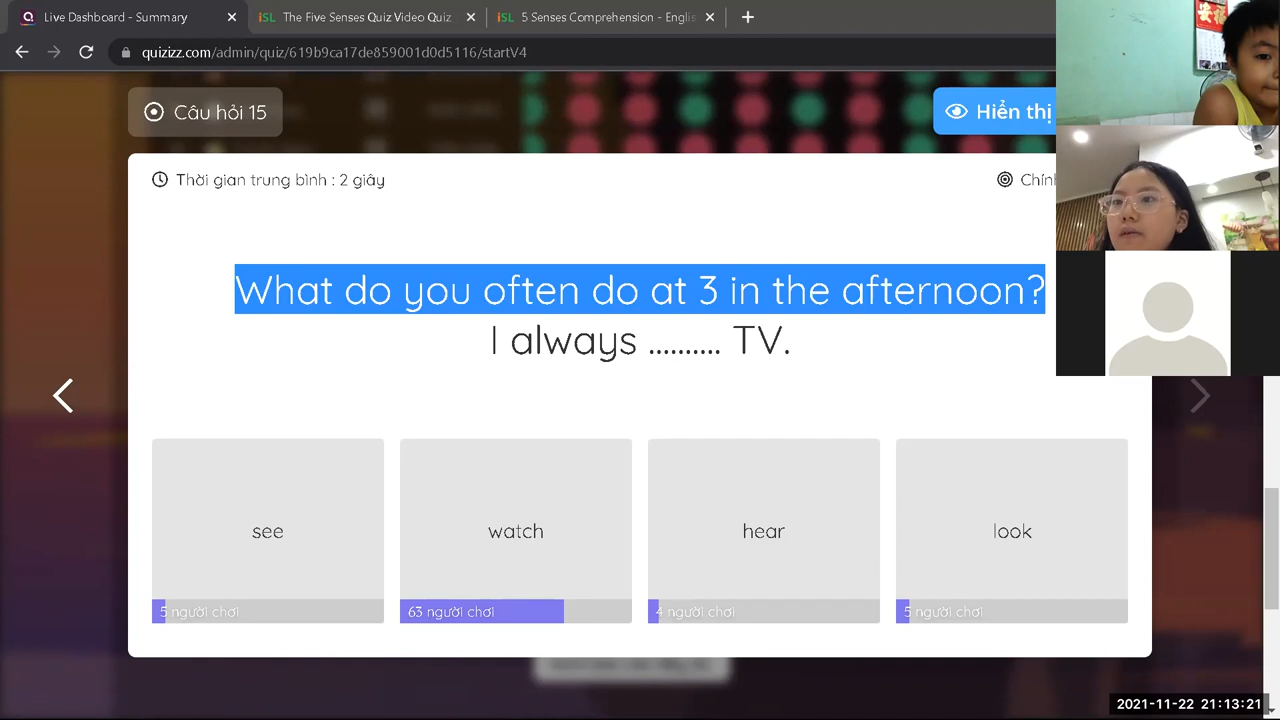 Live Dashboard - Summary
iSL The Five Senses Quiz Video Quiz
iSL 5 Senses Comprehension - Englis
quizizz.com/admin/quiz/619b9ca17de859001d0d5116/startV4
Câu hỏi 15
Hiển thị
Thời gian trung bình : 2 giây
Chính
What do you often do at 3 in the afternoon?
I always .......... TV.
see
watch
hear
look
5 người chơi
63 người chơi
4 người chơi
5 người chơi
2021-11-22 21:13:21